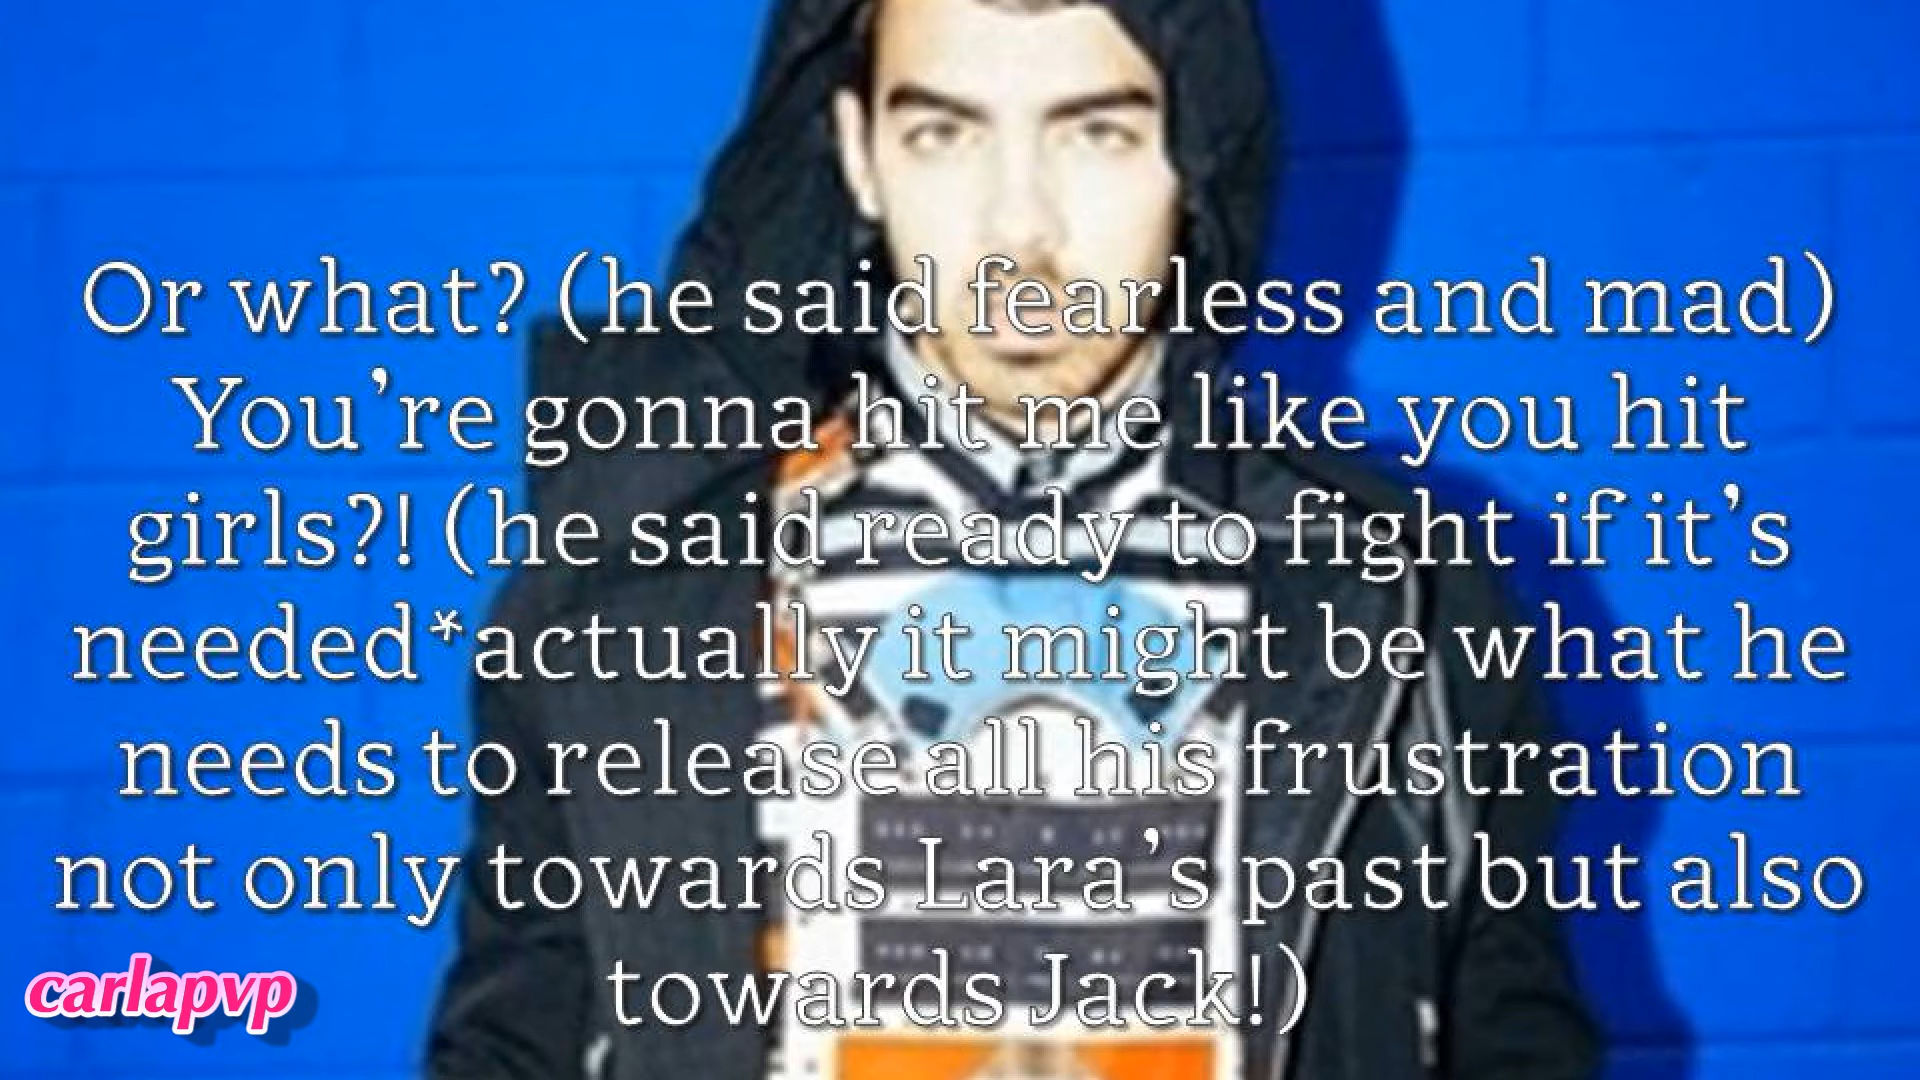 Or what? (he said fearless and mad)
You’re gonna hit me like you hit
girls?! (he said ready to fight if it’s
needed*actually it might be what he
needs to release all his frustration
not only towards Lara’s past but also
towards Jack!)
carlapvp